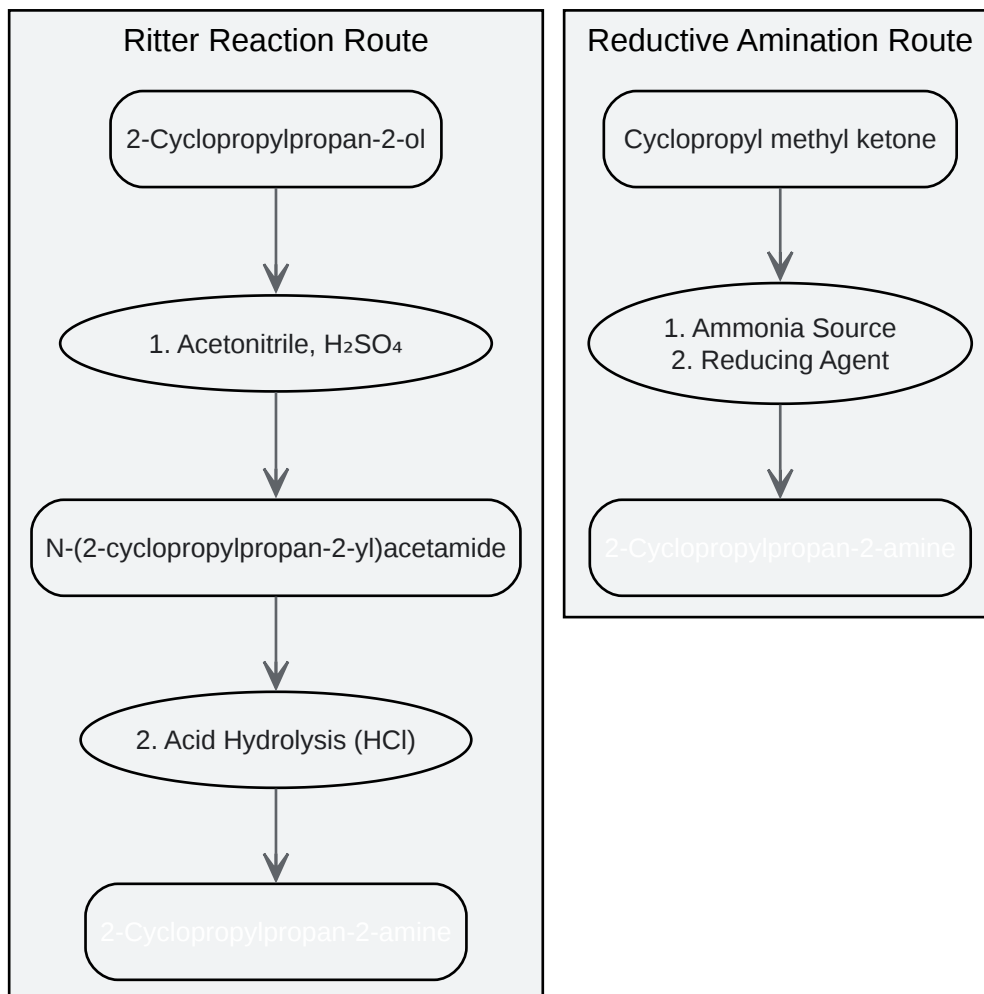 Ritter Reaction Route
2-Cyclopropylpropan-2-ol
1. Acetonitrile, H₂SO₄
N-(2-cyclopropylpropan-2-yl)acetamide
2. Acid Hydrolysis (HCl)
2-Cyclopropylpropan-2-amine
Reductive Amination Route
Cyclopropyl methyl ketone
1. Ammonia Source
2. Reducing Agent
2-Cyclopropylpropan-2-amine